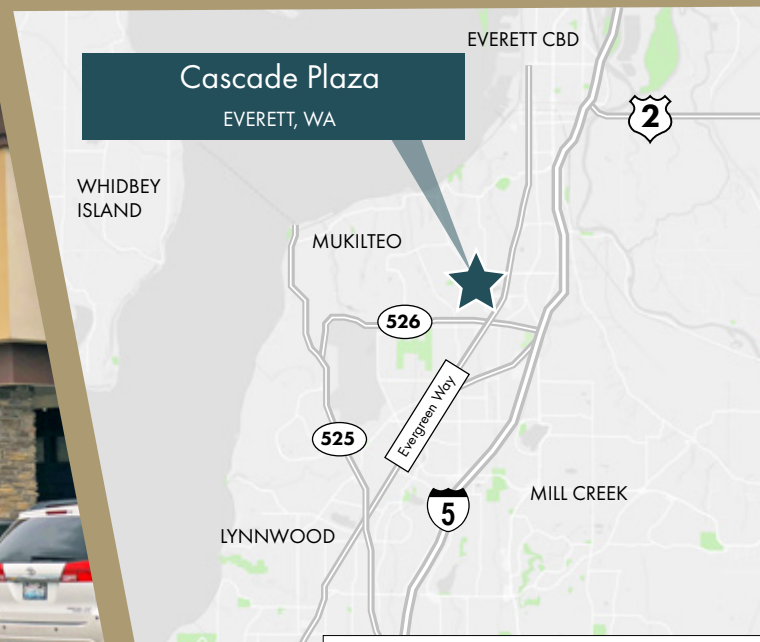 EVERETT CBD
Cascade Plaza
EVERETT, WA
2
WHIDBEY
ISLAND
MUKILTEO
526
Evergreen Way
525
MILL CREEK
5
LYNNWOOD